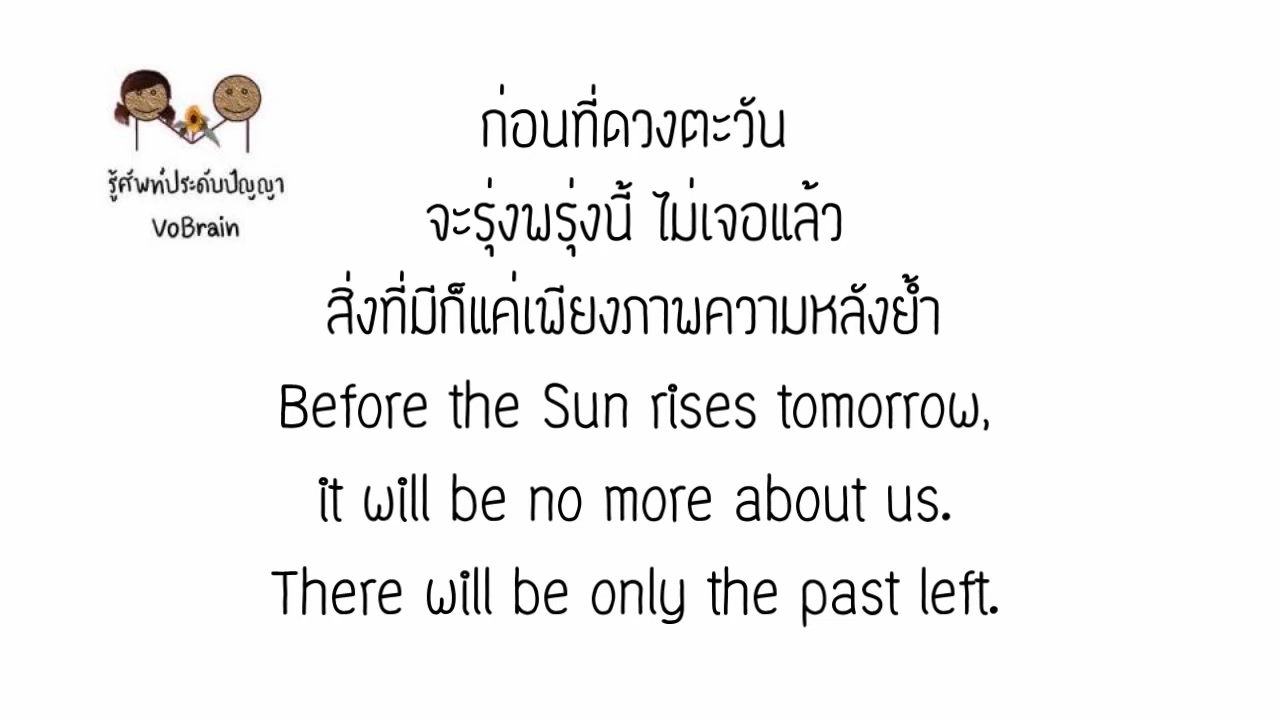 รู้ศัพท์ประดับปัญญา
VoBrain
ก่อนที่ดวงตะวัน
จะรุ่งพรุ่งนี้ ไม่เจอแล้ว
สิ่งที่มีก็แค่เพียงภาพความหลังย้ำ
Before the Sun rises tomorrow,
it will be no more about us.
There will be only the past left.